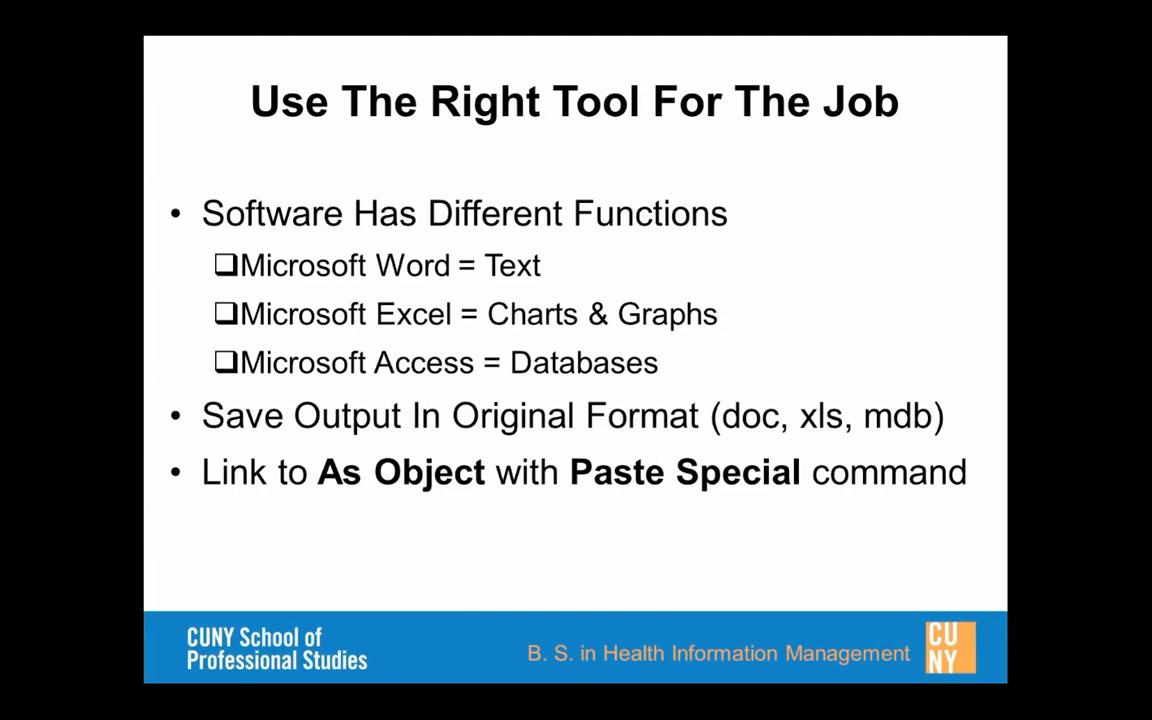 Use The Right Tool For The Job
• Software Has Different Functions
❑Microsoft Word = Text
❑Microsoft Excel = Charts & Graphs
❑Microsoft Access = Databases
• Save Output In Original Format (doc, xls, mdb)
• Link to As Object with Paste Special command
CUNY School of
Professional Studies
B. S. in Health Information Management
CU
NY